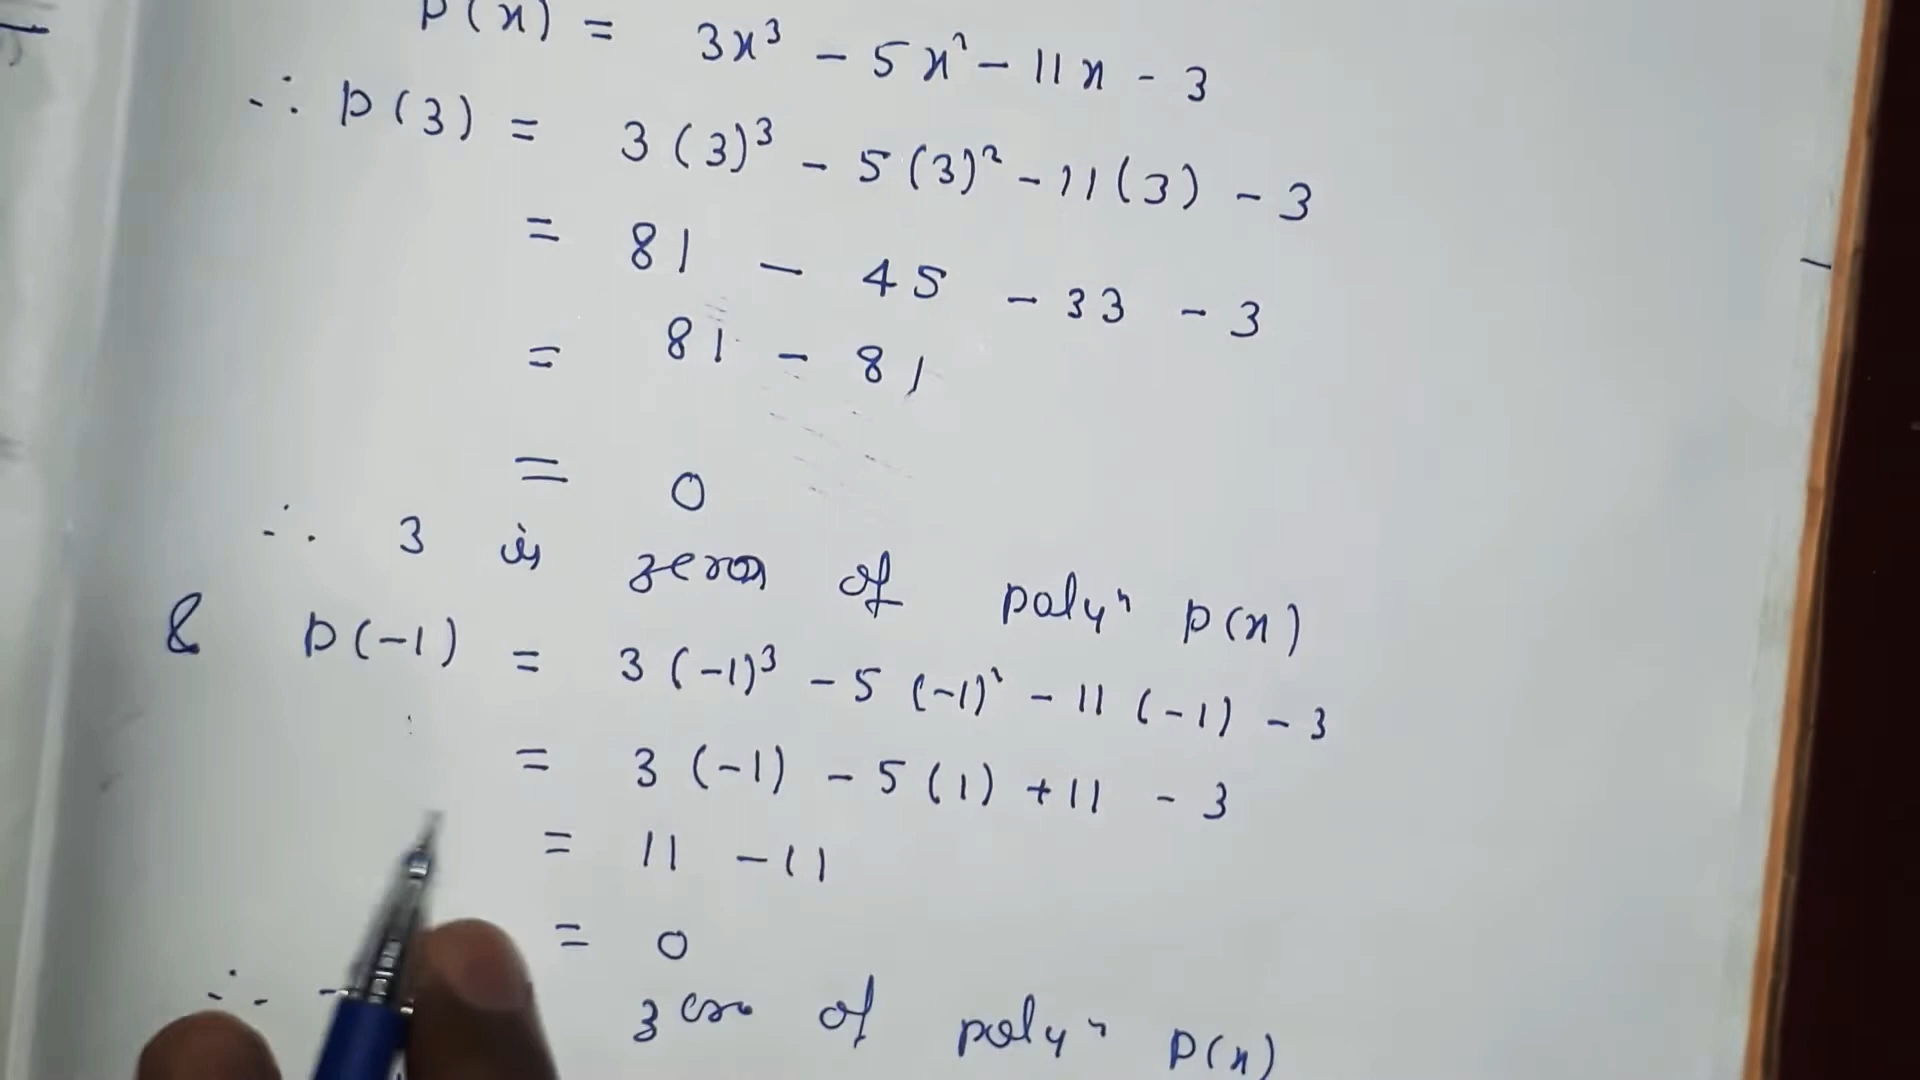 p(x) = 3x³ - 5x² - 11x - 3
∴ p(3) = 3(3)³ - 5(3)² - 11(3) - 3
= 81 - 45 - 33 - 3
= 81 - 81
= 0
∴ 3 is zero of polyⁿ p(x)
& p(-1) = 3(-1)³ - 5(-1)² - 11(-1) - 3
= 3(-1) - 5(1) + 11 - 3
= 11 - 11
= 0
∴ - zero of polyⁿ p(x)